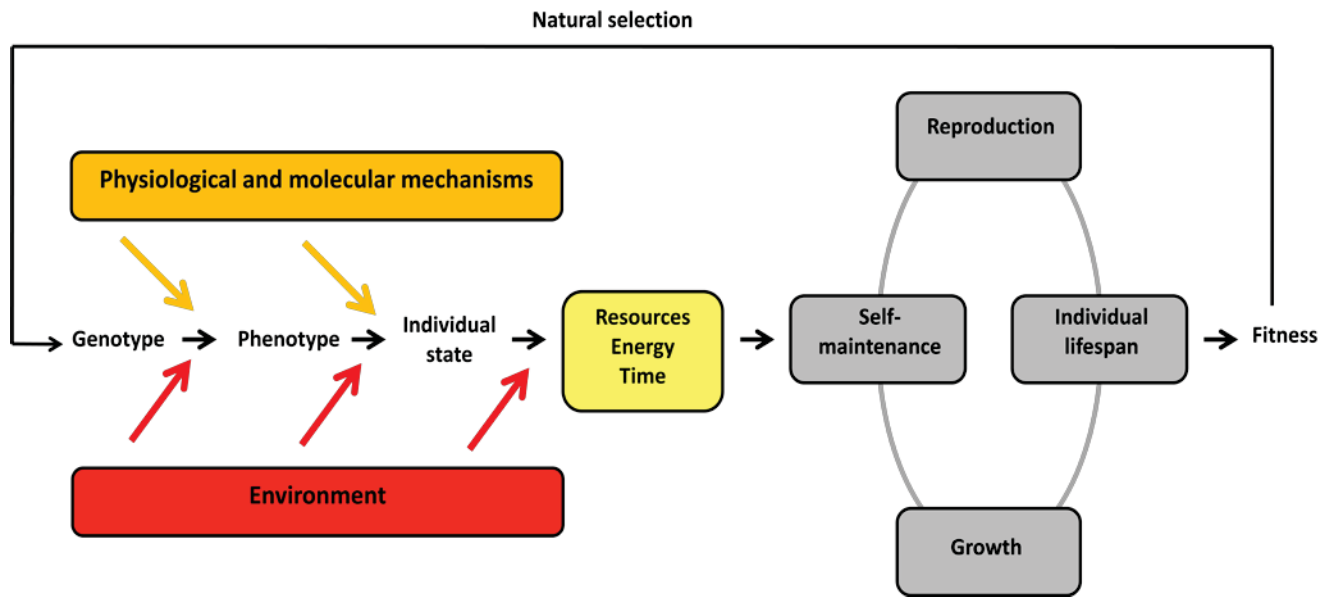 Natural selection
Reproduction
Physiological and molecular mechanisms
Genotype
Phenotype
Individual
state
Resources
Energy
Time
Self-
maintenance
Individual
lifespan
Fitness
Environment
Growth